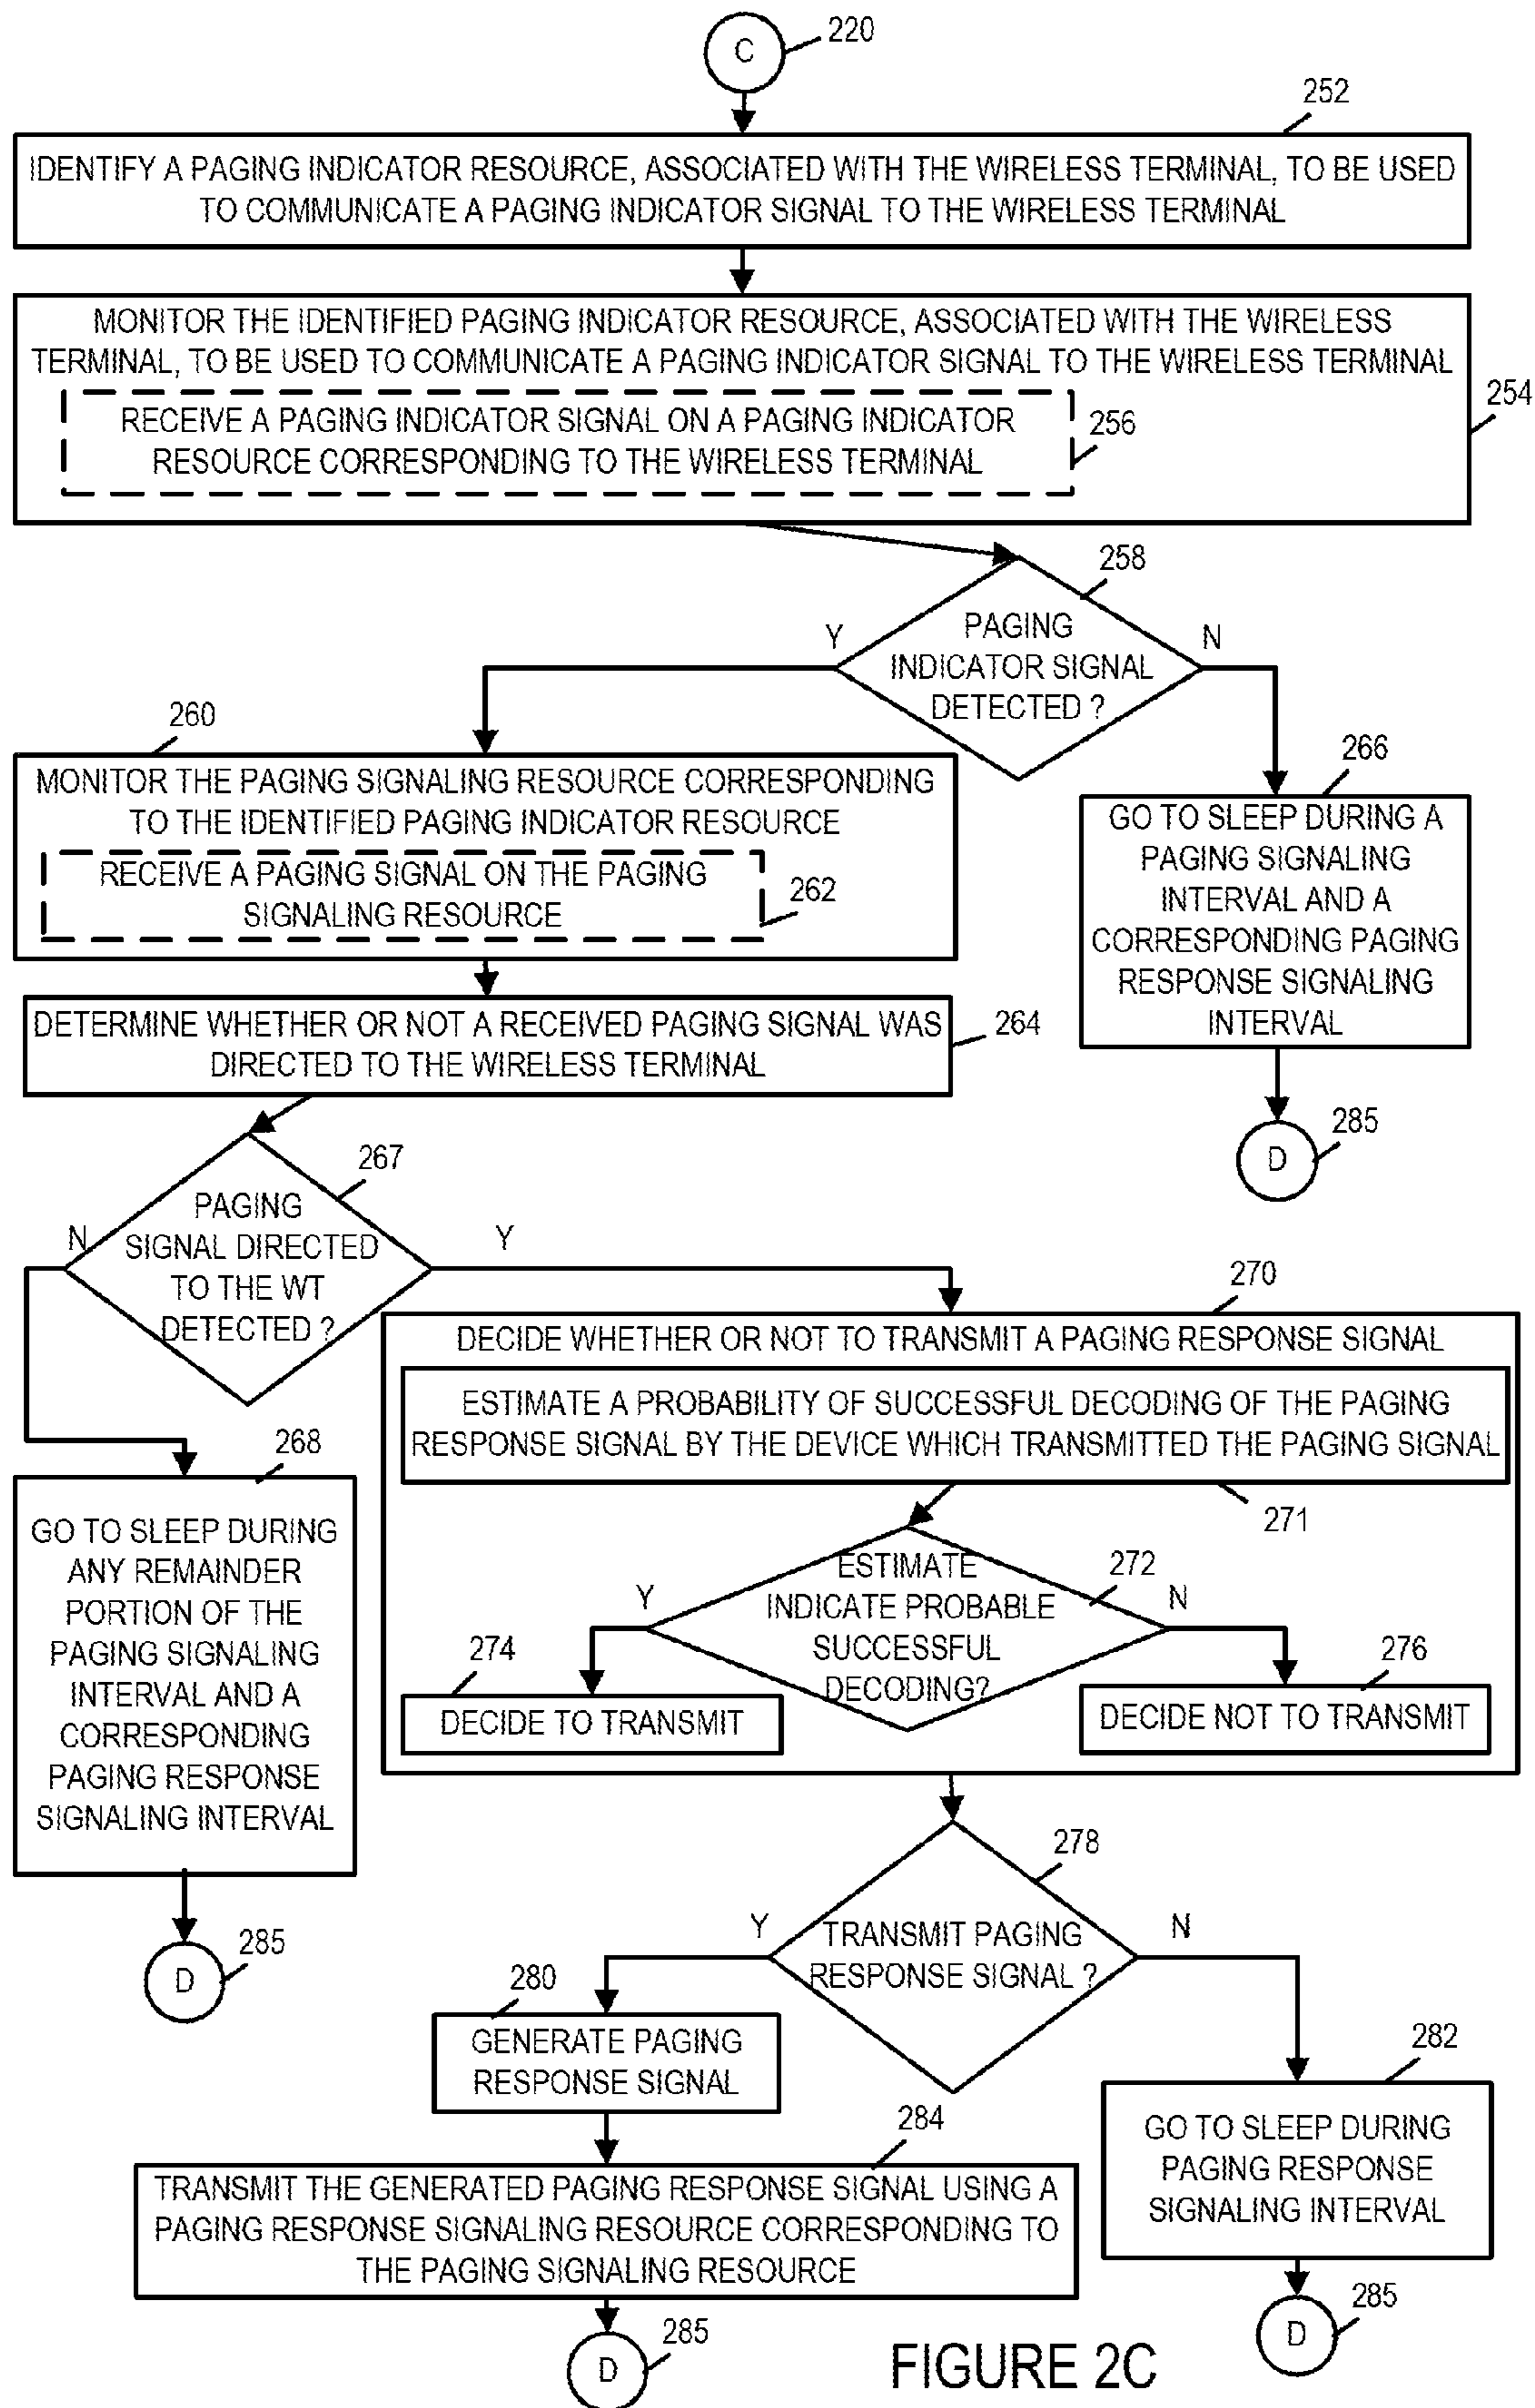 C
220
252
IDENTIFY A PAGING INDICATOR RESOURCE, ASSOCIATED WITH THE WIRELESS TERMINAL, TO BE USED
TO COMMUNICATE A PAGING INDICATOR SIGNAL TO THE WIRELESS TERMINAL
MONITOR THE IDENTIFIED PAGING INDICATOR RESOURCE, ASSOCIATED WITH THE WIRELESS
TERMINAL, TO BE USED TO COMMUNICATE A PAGING INDICATOR SIGNAL TO THE WIRELESS TERMINAL
254
RECEIVE A PAGING INDICATOR SIGNAL ON A PAGING INDICATOR
RESOURCE CORRESPONDING TO THE WIRELESS TERMINAL
256
258
PAGING
INDICATOR SIGNAL
DETECTED ?
Y
N
260
MONITOR THE PAGING SIGNALING RESOURCE CORRESPONDING
TO THE IDENTIFIED PAGING INDICATOR RESOURCE
RECEIVE A PAGING SIGNAL ON THE PAGING
SIGNALING RESOURCE
262
266
GO TO SLEEP DURING A
PAGING SIGNALING
INTERVAL AND A
CORRESPONDING PAGING
RESPONSE SIGNALING
INTERVAL
D
285
DETERMINE WHETHER OR NOT A RECEIVED PAGING SIGNAL WAS
DIRECTED TO THE WIRELESS TERMINAL
264
267
PAGING
SIGNAL DIRECTED
TO THE WT
DETECTED ?
N
Y
268
GO TO SLEEP DURING
ANY REMAINDER
PORTION OF THE
PAGING SIGNALING
INTERVAL AND A
CORRESPONDING
PAGING RESPONSE
SIGNALING INTERVAL
D
285
270
DECIDE WHETHER OR NOT TO TRANSMIT A PAGING RESPONSE SIGNAL
ESTIMATE A PROBABILITY OF SUCCESSFUL DECODING OF THE PAGING
RESPONSE SIGNAL BY THE DEVICE WHICH TRANSMITTED THE PAGING SIGNAL
271
272
ESTIMATE
INDICATE PROBABLE
SUCCESSFUL
DECODING?
Y
N
274
DECIDE TO TRANSMIT
276
DECIDE NOT TO TRANSMIT
278
TRANSMIT PAGING
RESPONSE SIGNAL ?
Y
N
280
GENERATE PAGING
RESPONSE SIGNAL
282
GO TO SLEEP DURING
PAGING RESPONSE
SIGNALING INTERVAL
284
TRANSMIT THE GENERATED PAGING RESPONSE SIGNAL USING A
PAGING RESPONSE SIGNALING RESOURCE CORRESPONDING TO
THE PAGING SIGNALING RESOURCE
D
285
D
285
FIGURE 2C